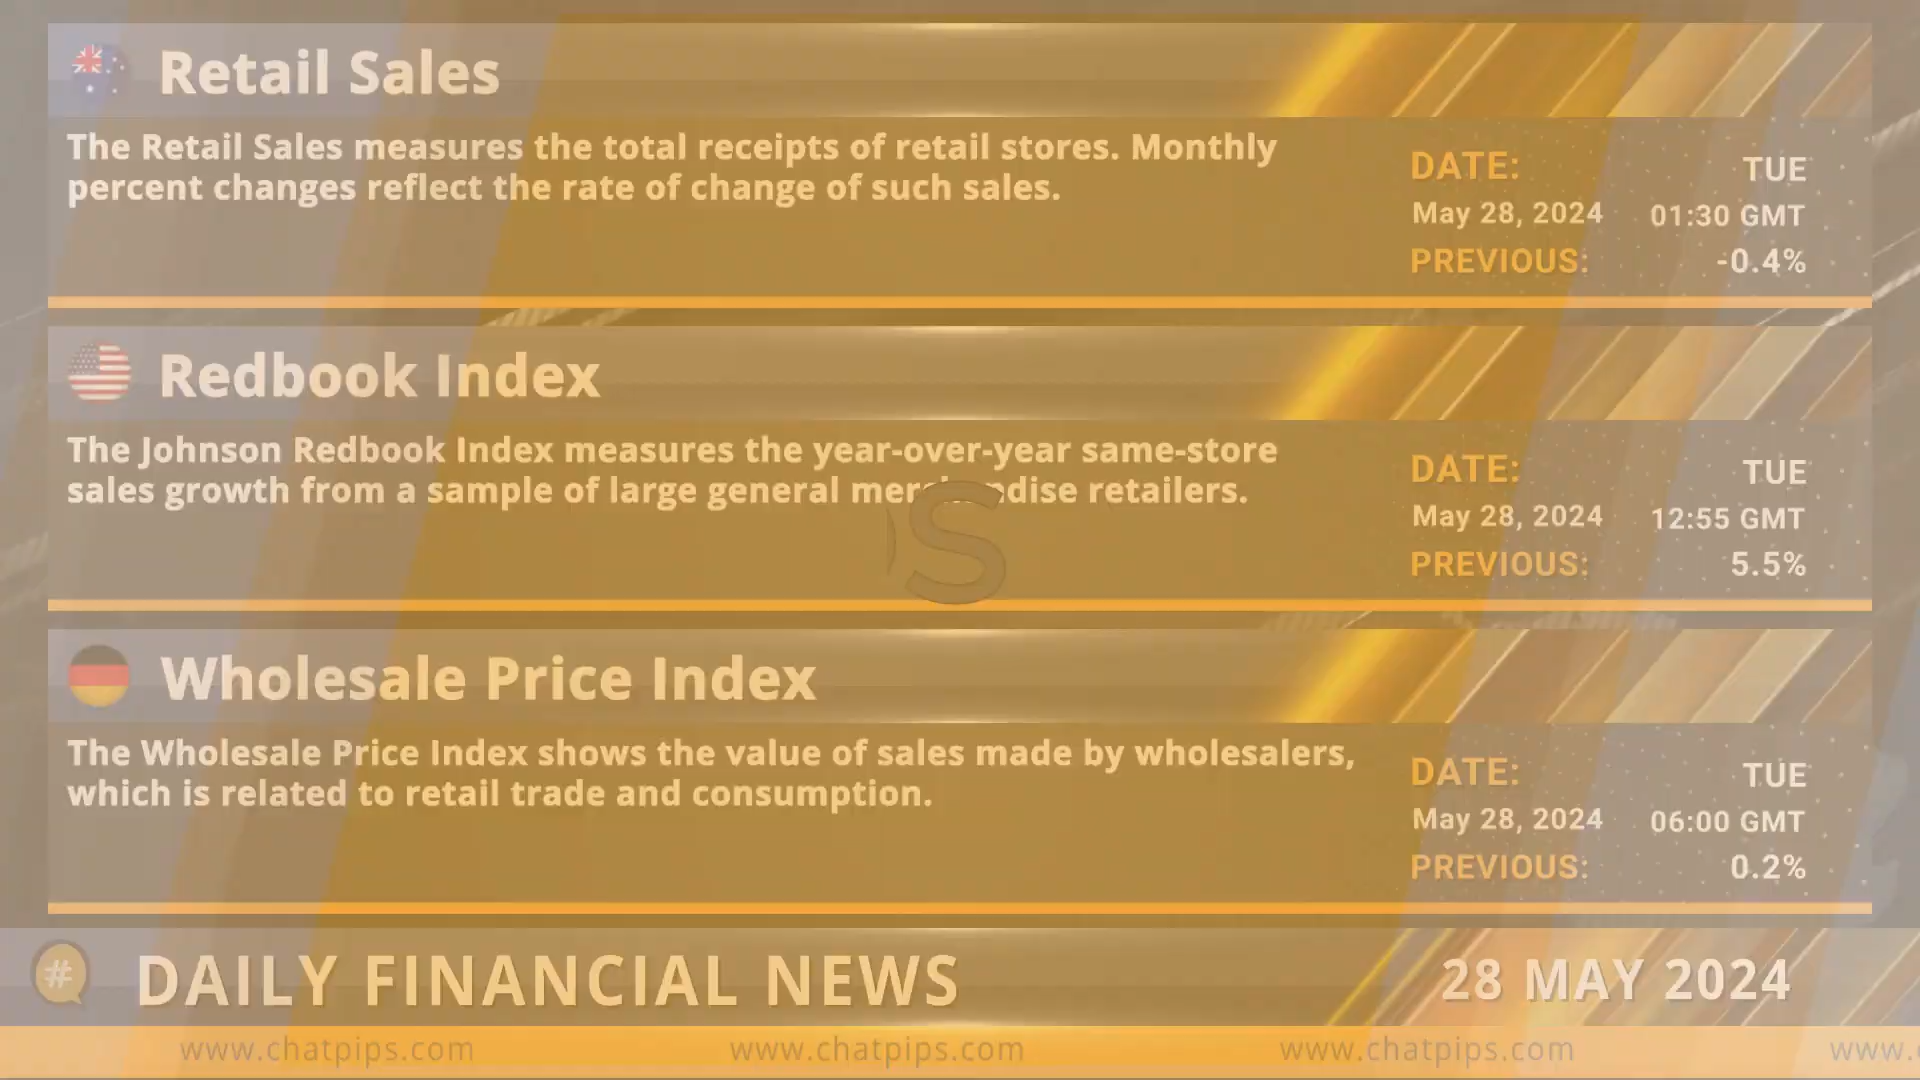 Retail Sales
The Retail Sales measures the total receipts of retail stores. Monthly
percent changes reflect the rate of change of such sales.
DATE: TUE
May 28, 2024 01:30 GMT
PREVIOUS: -0.4%
Redbook Index
The Johnson Redbook Index measures the year-over-year same-store
sales growth from a sample of large general merchandise retailers.
DATE: TUE
May 28, 2024 12:55 GMT
PREVIOUS: 5.5%
S
Wholesale Price Index
The Wholesale Price Index shows the value of sales made by wholesalers,
which is related to retail trade and consumption.
DATE: TUE
May 28, 2024 06:00 GMT
PREVIOUS: 0.2%
# DAILY FINANCIAL NEWS 28 MAY 2024
www.chatpips.com www.chatpips.com www.chatpips.com www.